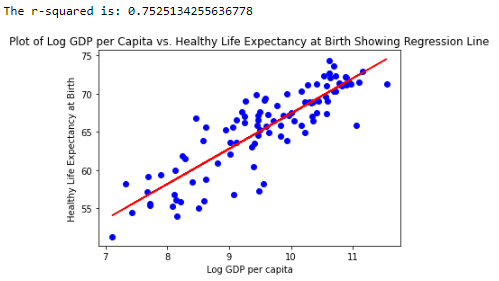 The r-squared is: 0.7525134255636778
Plot of Log GDP per Capita vs. Healthy Life Expectancy at Birth Showing Regression Line
75
70
65
60
55
Healthy Life Expectancy at Birth
7 8 9 10 11
Log GDP per capita